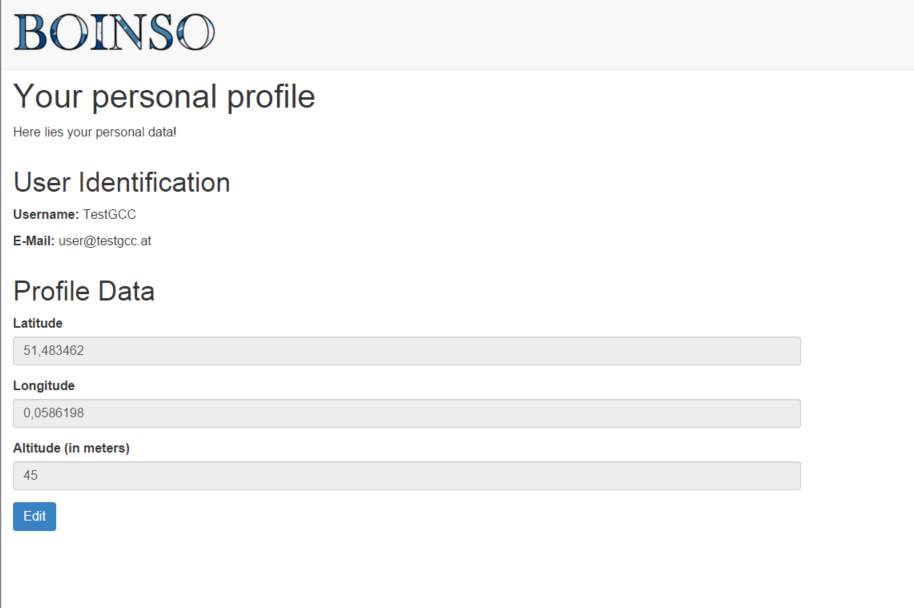 BOINSO
Your personal profile
Here lies your personal data!
User Identification
Username: TestGCC
E-Mail: user@testgcc.at
Profile Data
Latitude
51,483462
Longitude
0,0586198
Altitude (in meters)
45
Edit